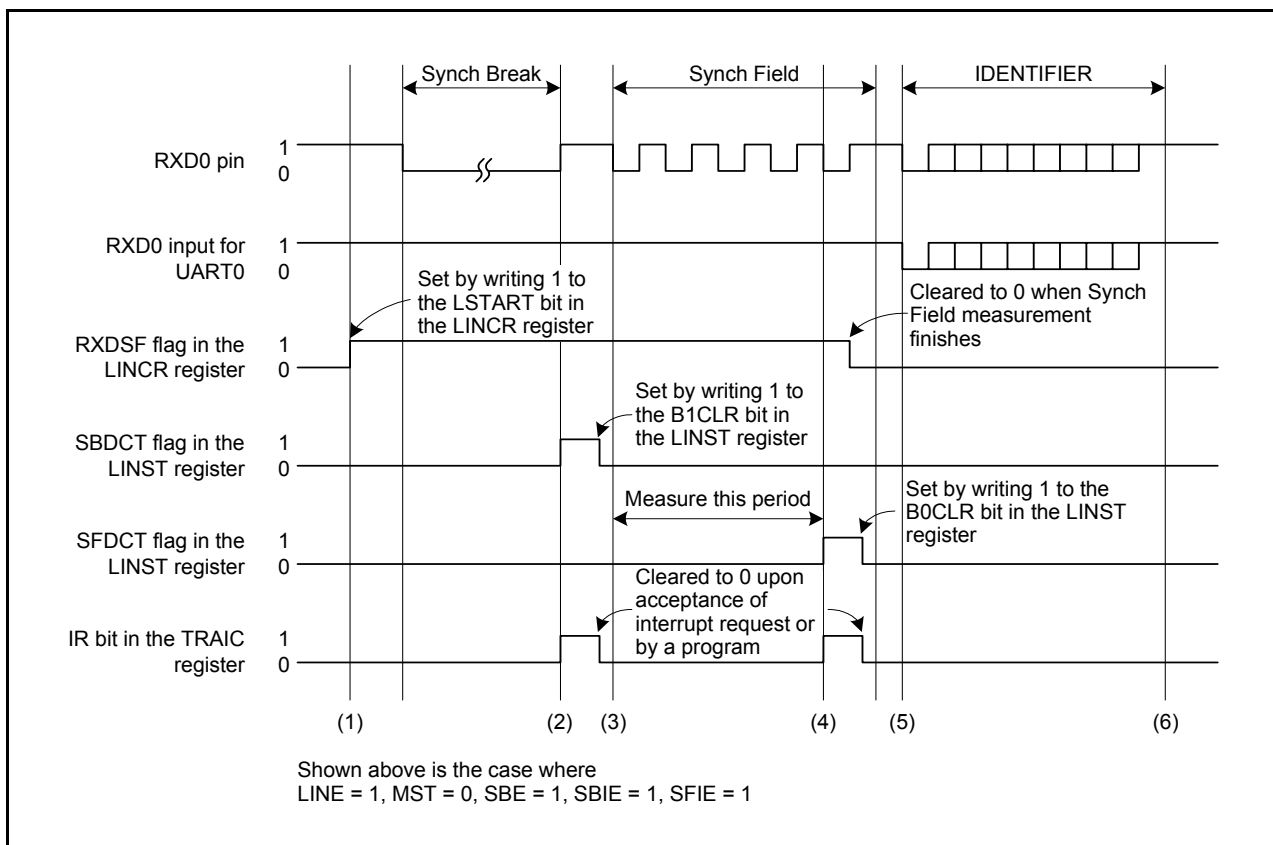 Synch Break
Synch Field
IDENTIFIER
RXD0 pin
1
0
RXD0 input for
UART0
1
0
Set by writing 1 to
the LSTART bit in
the LINCR register
Cleared to 0 when Synch
Field measurement
finishes
RXDSF flag in the
LINCR register
1
0
Set by writing 1 to
the B1CLR bit in
the LINST register
SBDCT flag in the
LINST register
1
0
Measure this period
Set by writing 1 to the
B0CLR bit in the LINST
register
SFDCT flag in the
LINST register
1
0
Cleared to 0 upon
acceptance of
interrupt request or
by a program
IR bit in the TRAIC
register
1
0
(1)
(2)
(3)
(4)
(5)
(6)
Shown above is the case where
LINE = 1, MST = 0, SBE = 1, SBIE = 1, SFIE = 1